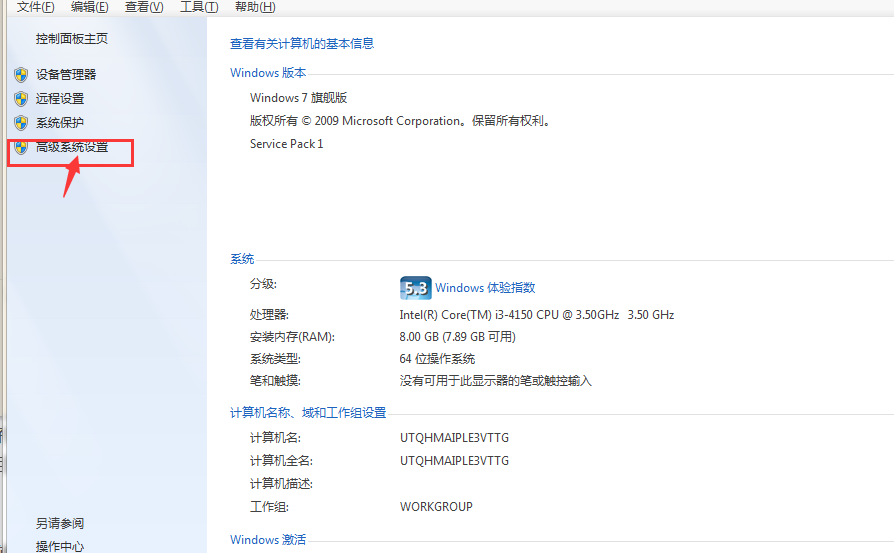 文件(F) 编辑(E) 查看(V) 工具(T) 帮助(H)
控制面板主页
设备管理器
远程设置
系统保护
高级系统设置
查看有关计算机的基本信息
Windows 版本
Windows 7 旗舰版
版权所有 © 2009 Microsoft Corporation。保留所有权利。
Service Pack 1
系统
分级: 5.3 Windows 体验指数
处理器: Intel(R) Core(TM) i3-4150 CPU @ 3.50GHz 3.50 GHz
安装内存(RAM): 8.00 GB (7.89 GB 可用)
系统类型: 64 位操作系统
笔和触摸: 没有可用于此显示器的笔或触控输入
计算机名称、域和工作组设置
计算机名: UTQHMAIPLE3VTTG
计算机全名: UTQHMAIPLE3VTTG
计算机描述:
工作组: WORKGROUP
Windows 激活
另请参阅
操作中心